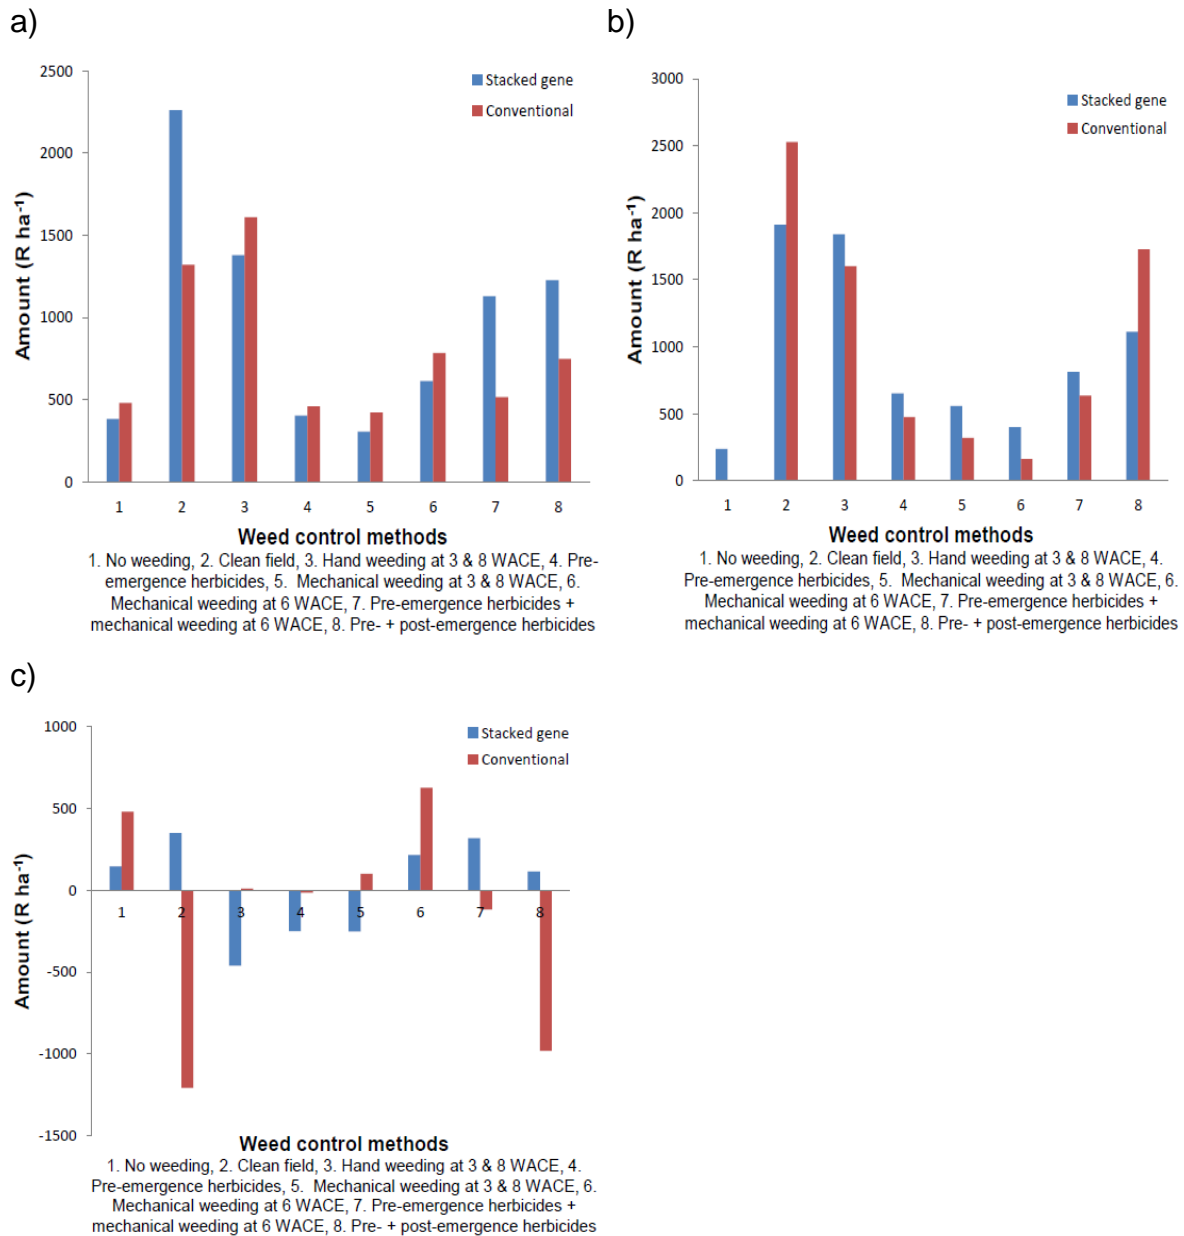 a)
2500
2000
1500
1000
500
0
Amount (R ha-1)
Stacked gene
Conventional
1 2 3 4 5 6 7 8
Weed control methods
1. No weeding, 2. Clean field, 3. Hand weeding at 3 & 8 WACE, 4. Pre-
emergence herbicides, 5. Mechanical weeding at 3 & 8 WACE, 6.
Mechanical weeding at 6 WACE, 7. Pre-emergence herbicides +
mechanical weeding at 6 WACE, 8. Pre- + post-emergence herbicides
b)
3000
2500
2000
1500
1000
500
0
Amount (R ha-1)
Stacked gene
Conventional
1 2 3 4 5 6 7 8
Weed control methods
1. No weeding, 2. Clean field, 3. Hand weeding at 3 & 8 WACE, 4.
Pre-emergence herbicides, 5. Mechanical weeding at 3 & 8 WACE, 6.
Mechanical weeding at 6 WACE, 7. Pre-emergence herbicides +
mechanical weeding at 6 WACE, 8. Pre- + post-emergence herbicides
c)
1000
500
0
-500
-1000
-1500
Amount (R ha-1)
Stacked gene
Conventional
1 2 3 4 5 6 7 8
Weed control methods
1. No weeding, 2. Clean field, 3. Hand weeding at 3 & 8 WACE, 4.
Pre-emergence herbicides, 5. Mechanical weeding at 3 & 8 WACE, 6.
Mechanical weeding at 6 WACE, 7. Pre-emergence herbicides +
mechanical weeding at 6 WACE, 8. Pre- + post-emergence herbicides